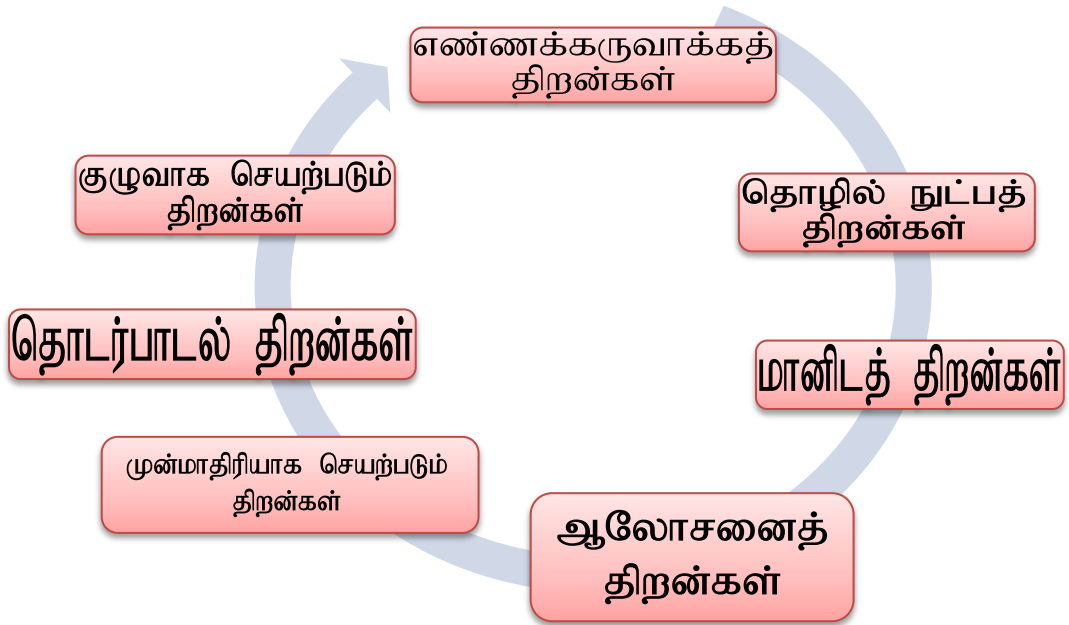 எண்ணக்கருவாக்கத்
திறன்கள்
தொழில் நுட்பத்
திறன்கள்
மானிடத் திறன்கள்
ஆலோசனைத்
திறன்கள்
முன்மாதிரியாக செயற்படும்
திறன்கள்
தொடர்பாடல் திறன்கள்
குழுவாக செயற்படும்
திறன்கள்